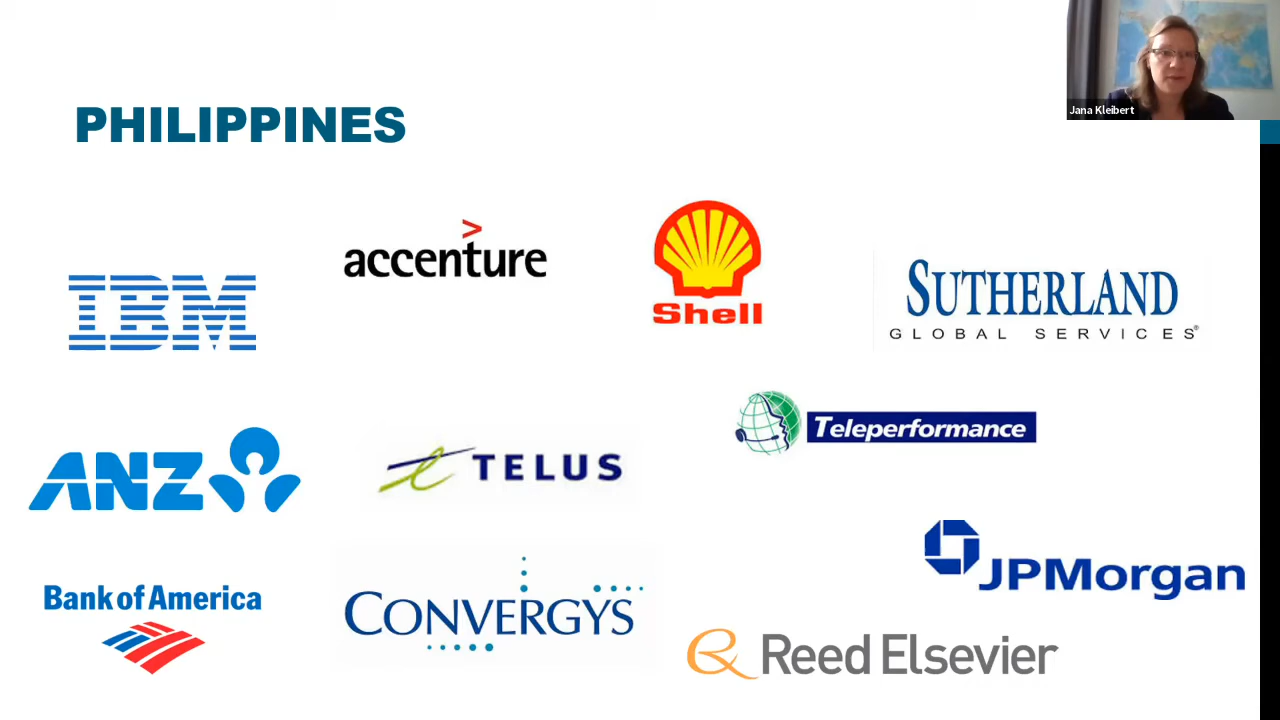 Jana Kleibert
PHILIPPINES
>
accenture
Shell
SUTHERLAND
GLOBAL SERVICES®
IBM
Teleperformance
ANZ
TELUS
JPMorgan
Bank of America
CONVERGYS
Reed Elsevier